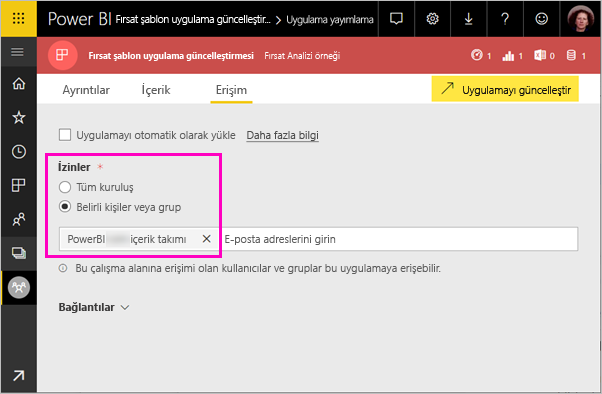 Power BI Fırsat şablon uygulama güncelleştir... > Uygulama yayımlama
Fırsat şablon uygulama güncelleştirmesi Fırsat Analizi örneği 1 1 0 1
Ayrıntılar İçerik Erişim Uygulamayı güncelleştir
Uygulamayı otomatik olarak yükle Daha fazla bilgi
İzinler *
Tüm kuruluş
Belirli kişiler veya grup
PowerBI içerik takımı E-posta adreslerini girin
Bu çalışma alanına erişimi olan kullanıcılar ve gruplar bu uygulamaya erişebilir.
Bağlantılar